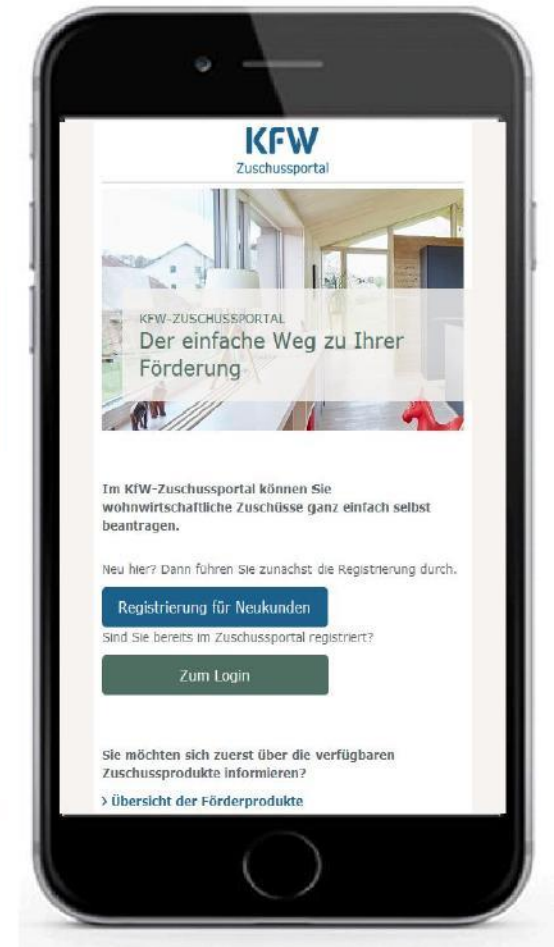 KFW
Zuschussportal
KFW-ZUSCHUSSPORTAL
Der einfache Weg zu Ihrer
Förderung
Im KfW-Zuschussportal können Sie
wohnwirtschaftliche Zuschüsse ganz einfach selbst
beantragen.
Neu hier? Dann führen Sie zunächst die Registrierung durch.
Registrierung für Neukunden
Sind Sie bereits im Zuschussportal registriert?
Zum Login
Sie möchten sich zuerst über die verfügbaren
Zuschussprodukte informieren?
› Übersicht der Förderprodukte